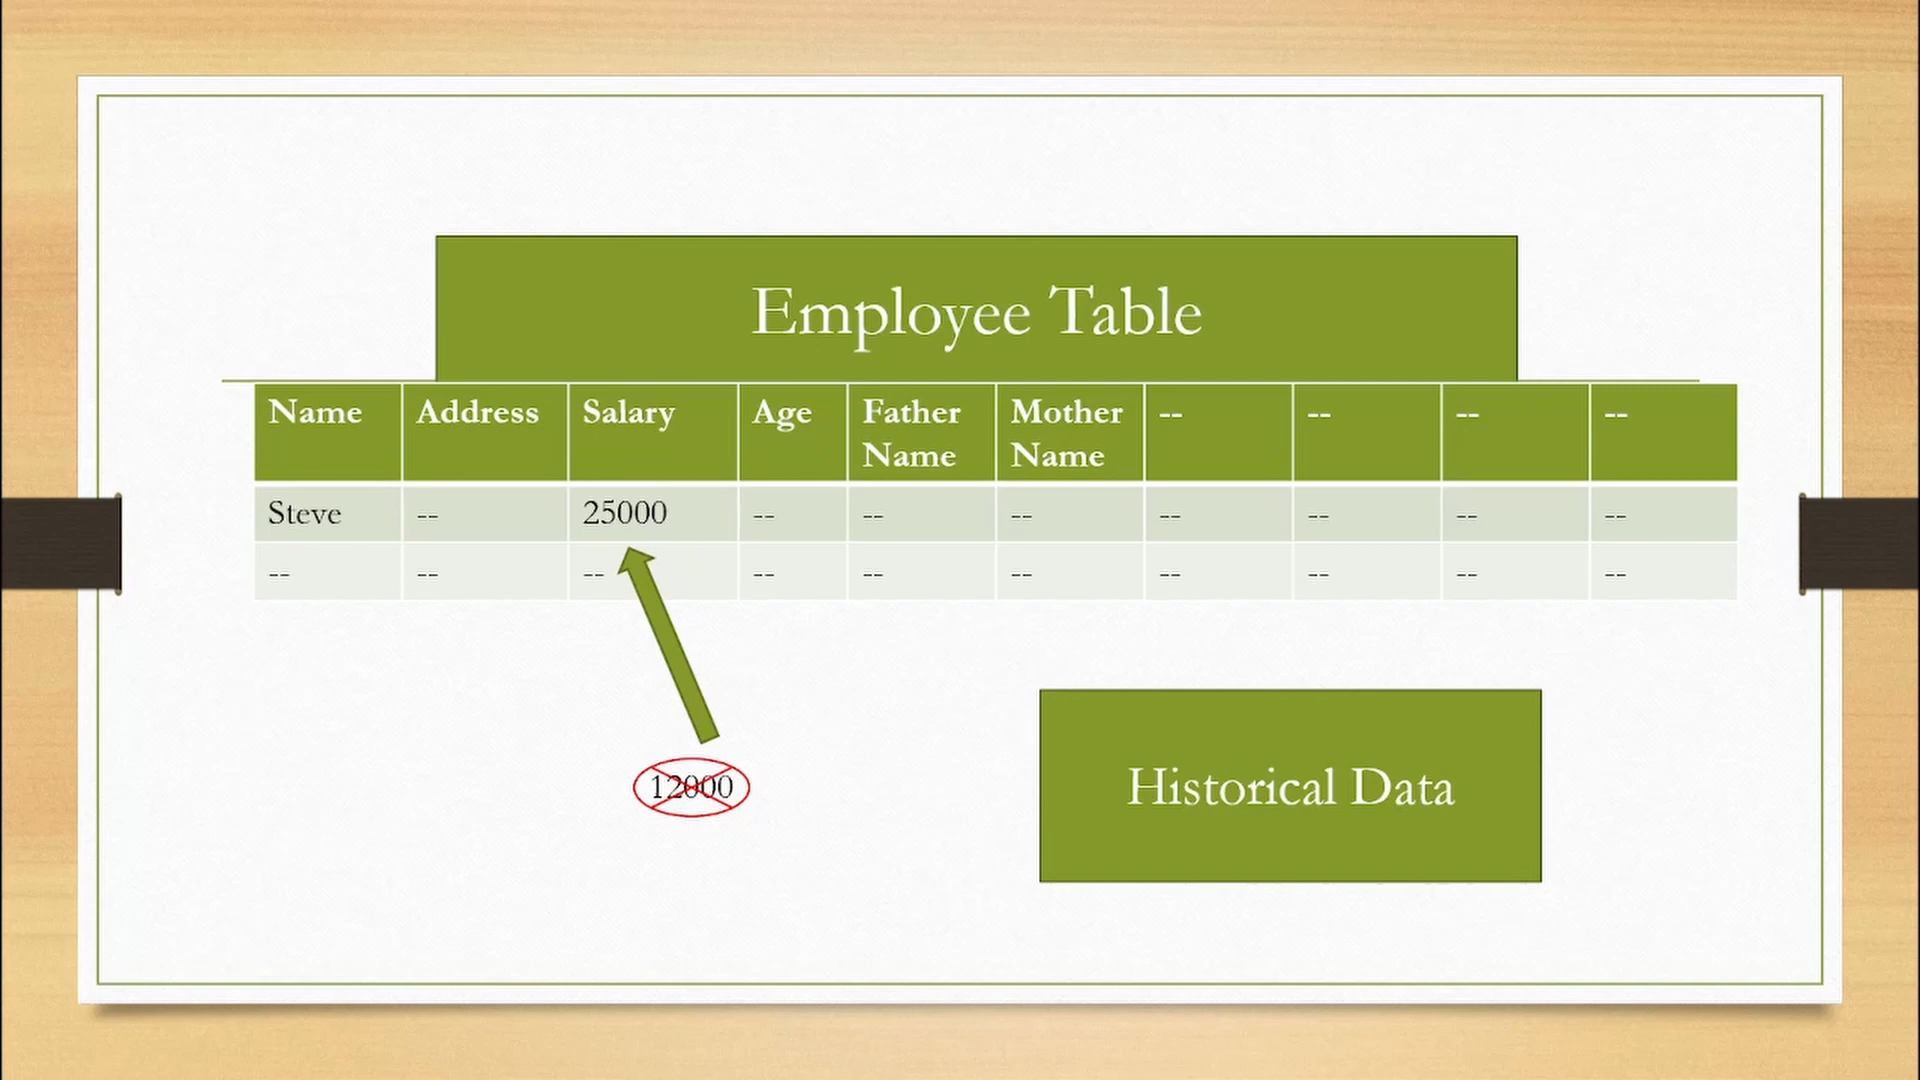 Employee Table
Name Address Salary Age Father Name Mother Name -- -- -- --
Steve -- 25000 -- -- -- -- -- -- --
-- -- -- -- -- -- -- -- -- --
12000
Historical Data